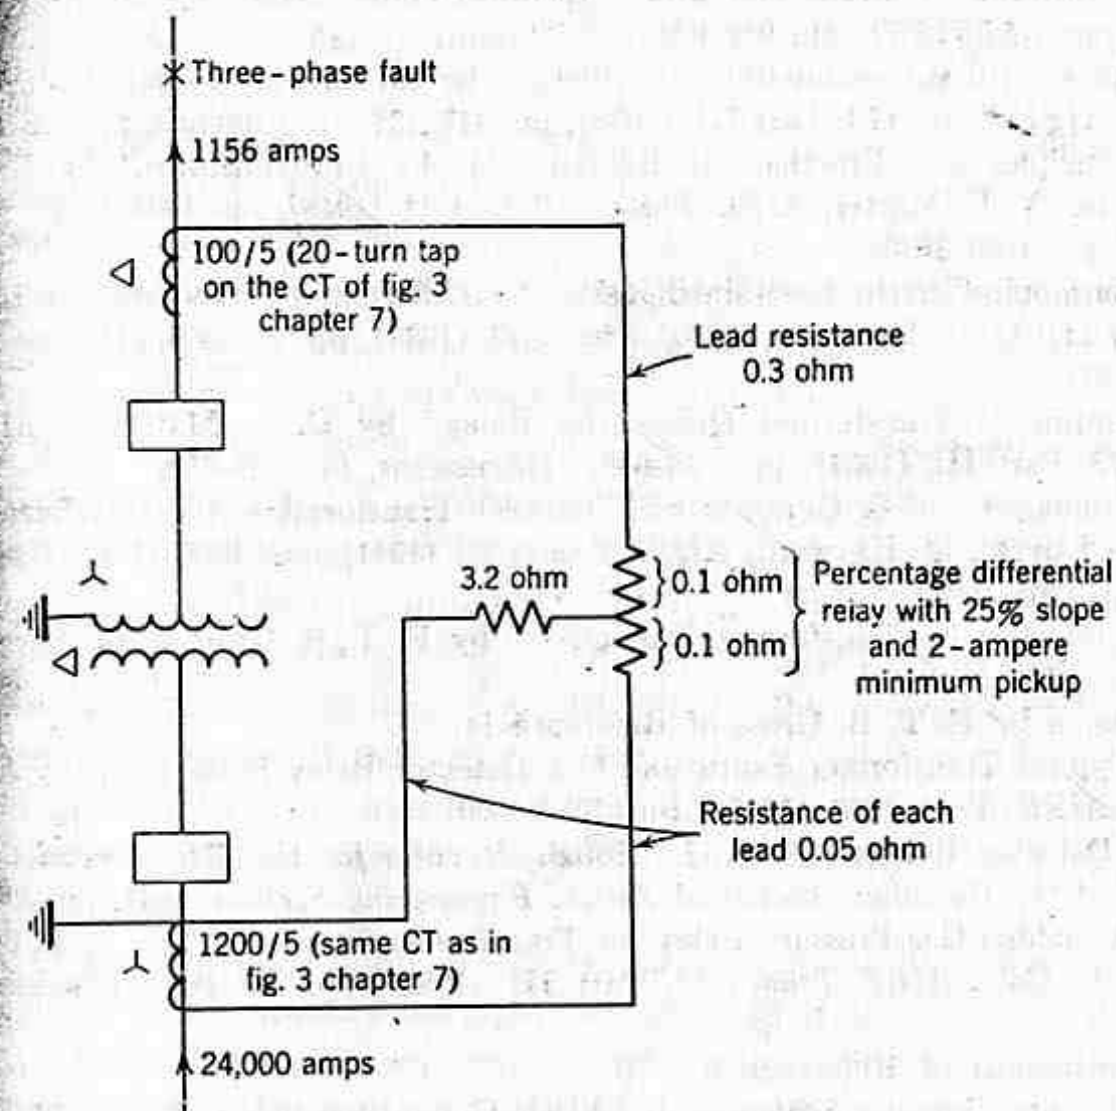 Three-phase fault
1156 amps
100/5 (20-turn tap
on the CT of fig. 3
chapter 7)
Lead resistance
0.3 ohm
3.2 ohm
0.1 ohm
0.1 ohm
Percentage differential
relay with 25% slope
and 2-ampere
minimum pickup
Resistance of each
lead 0.05 ohm
1200/5 (same CT as in
fig. 3 chapter 7)
24,000 amps